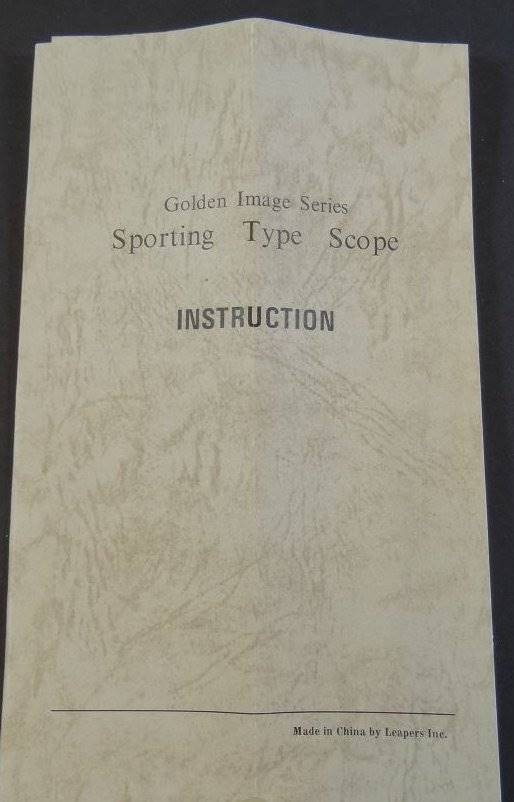 Golden Image Series
Sporting Type Scope
INSTRUCTION
Made in China by Leapers Inc.